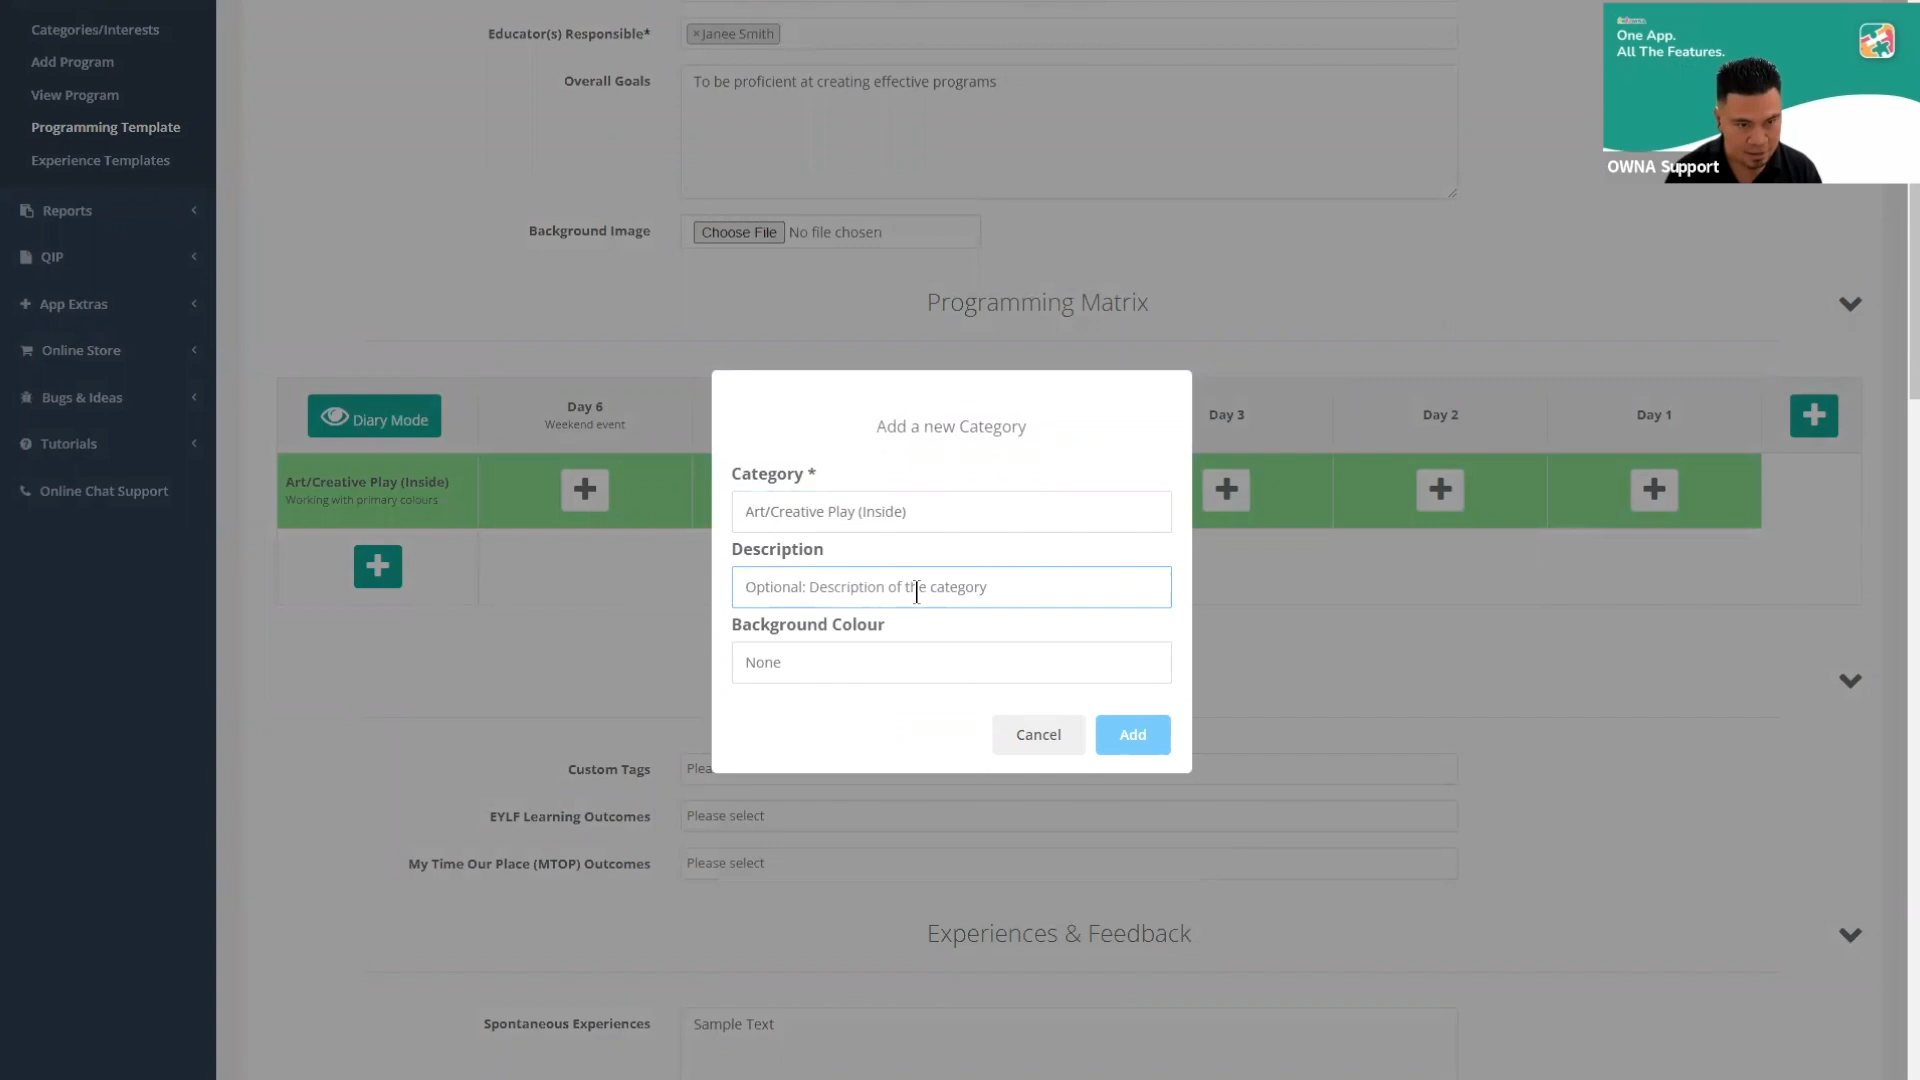 Categories/Interests
Add Program
View Program
Programming Template
Experience Templates
Reports
QIP
App Extras
Online Store
Bugs & Ideas
Tutorials
Online Chat Support
Educator(s) Responsible*
×Janee Smith
Overall Goals
To be proficient at creating effective programs
Background Image
Choose File No file chosen
Programming Matrix
Diary Mode
Day 6
Weekend event
Day 3
Day 2
Day 1
Art/Creative Play (Inside)
Working with primary colours
Add a new Category
Category *
Art/Creative Play (Inside)
Description
Optional: Description of the category
Background Colour
None
Cancel
Add
Custom Tags
Plea
EYLF Learning Outcomes
Please select
My Time Our Place (MTOP) Outcomes
Please select
Experiences & Feedback
Spontaneous Experiences
Sample Text
One App.
All The Features.
OWNA Support